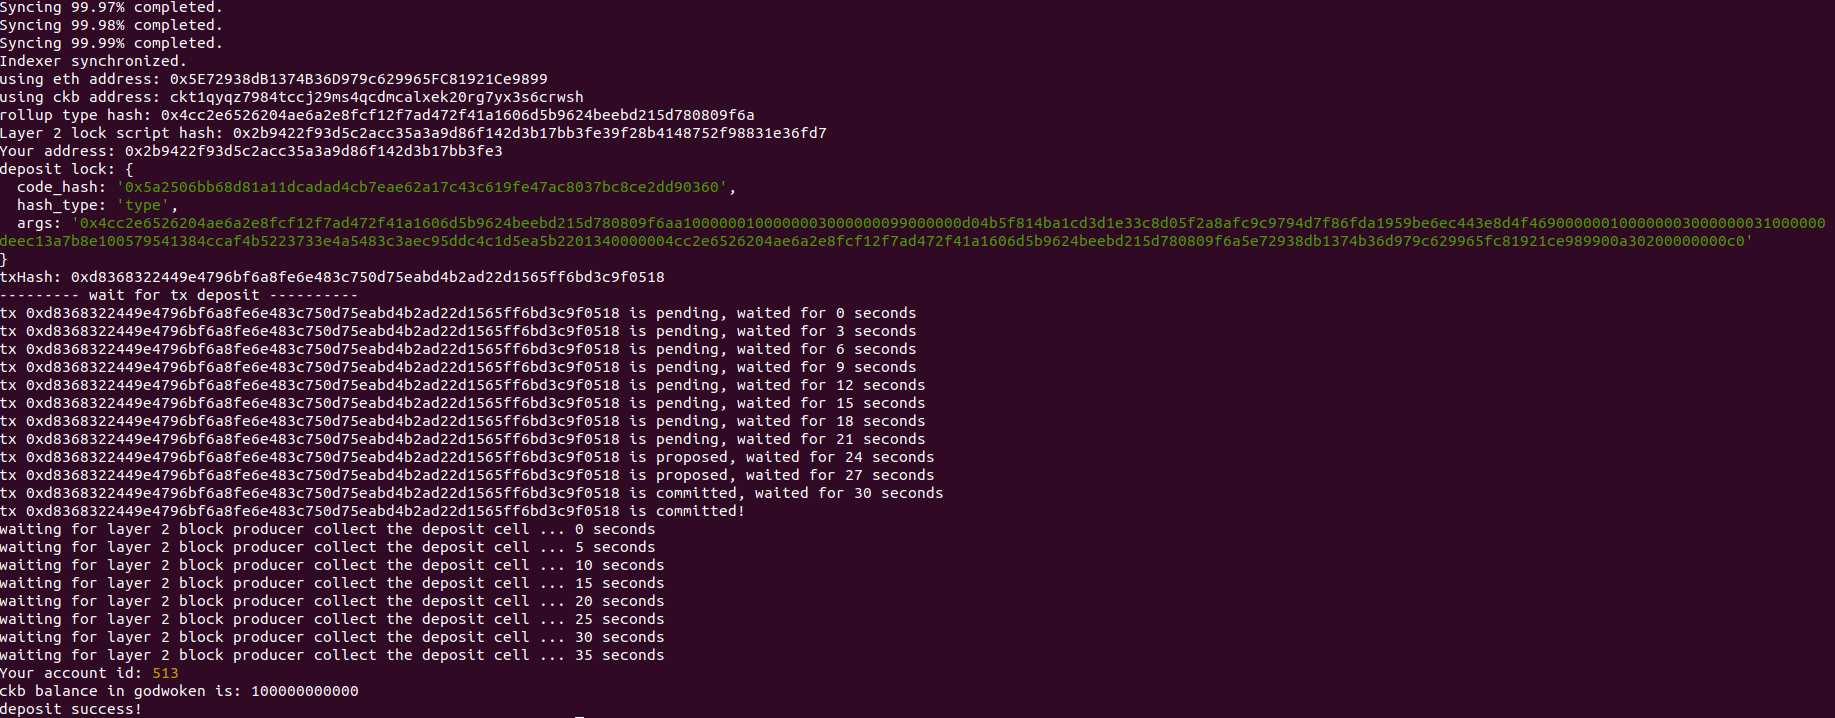 Syncing 99.97% completed.
Syncing 99.98% completed.
Syncing 99.99% completed.
Indexer synchronized.
using eth address: 0x5E72938dB1374B36D979c629965FC81921Ce9899
using ckb address: ckt1qyqz7984tccj29ms4qcdmcalxek20rg7yx3s6crwsh
rollup type hash: 0x4cc2e6526204ae6a2e8fcf12f7ad472f41a1606d5b9624beebd215d780809f6a
Layer 2 lock script hash: 0x2b9422f93d5c2acc35a3a9d86f142d3b17bb3fe39f28b4148752f98831e36fd7
Your address: 0x2b9422f93d5c2acc35a3a9d86f142d3b17bb3fe3
deposit lock: {
  code_hash: '0x5a2506bb68d81a11dcadad4cb7eae62a17c43c619fe47ac8037bc8ce2dd90360',
  hash_type: 'type',
  args: '0x4cc2e6526204ae6a2e8fcf12f7ad472f41a1606d5b9624beebd215d780809f6aa10000001000000030000000990000000d04b5f814ba1cd3d1e33c8d05f2a8afc9c9794d7f86fda1959be6ec443e8d4f46900000001000000030000000310000000
deec13a7b8e100579541384ccaf4b5223733e4a5483c3aec95ddc4c1d5ea5b2201340000004cc2e6526204ae6a2e8fcf12f7ad472f41a1606d5b9624beebd215d780809f6a5e72938db1374b36d979c629965fc81921ce989900a30200000000c0'
}
txHash: 0xd8368322449e4796bf6a8fe6e483c750d75eabd4b2ad22d1565ff6bd3c9f0518
--------- wait for tx deposit ----------
tx 0xd8368322449e4796bf6a8fe6e483c750d75eabd4b2ad22d1565ff6bd3c9f0518 is pending, waited for 0 seconds
tx 0xd8368322449e4796bf6a8fe6e483c750d75eabd4b2ad22d1565ff6bd3c9f0518 is pending, waited for 3 seconds
tx 0xd8368322449e4796bf6a8fe6e483c750d75eabd4b2ad22d1565ff6bd3c9f0518 is pending, waited for 6 seconds
tx 0xd8368322449e4796bf6a8fe6e483c750d75eabd4b2ad22d1565ff6bd3c9f0518 is pending, waited for 9 seconds
tx 0xd8368322449e4796bf6a8fe6e483c750d75eabd4b2ad22d1565ff6bd3c9f0518 is pending, waited for 12 seconds
tx 0xd8368322449e4796bf6a8fe6e483c750d75eabd4b2ad22d1565ff6bd3c9f0518 is pending, waited for 15 seconds
tx 0xd8368322449e4796bf6a8fe6e483c750d75eabd4b2ad22d1565ff6bd3c9f0518 is pending, waited for 18 seconds
tx 0xd8368322449e4796bf6a8fe6e483c750d75eabd4b2ad22d1565ff6bd3c9f0518 is pending, waited for 21 seconds
tx 0xd8368322449e4796bf6a8fe6e483c750d75eabd4b2ad22d1565ff6bd3c9f0518 is proposed, waited for 24 seconds
tx 0xd8368322449e4796bf6a8fe6e483c750d75eabd4b2ad22d1565ff6bd3c9f0518 is proposed, waited for 27 seconds
tx 0xd8368322449e4796bf6a8fe6e483c750d75eabd4b2ad22d1565ff6bd3c9f0518 is committed, waited for 30 seconds
tx 0xd8368322449e4796bf6a8fe6e483c750d75eabd4b2ad22d1565ff6bd3c9f0518 is committed!
waiting for layer 2 block producer collect the deposit cell ... 0 seconds
waiting for layer 2 block producer collect the deposit cell ... 5 seconds
waiting for layer 2 block producer collect the deposit cell ... 10 seconds
waiting for layer 2 block producer collect the deposit cell ... 15 seconds
waiting for layer 2 block producer collect the deposit cell ... 20 seconds
waiting for layer 2 block producer collect the deposit cell ... 25 seconds
waiting for layer 2 block producer collect the deposit cell ... 30 seconds
waiting for layer 2 block producer collect the deposit cell ... 35 seconds
Your account id: 513
ckb balance in godwoken is: 100000000000
deposit success!